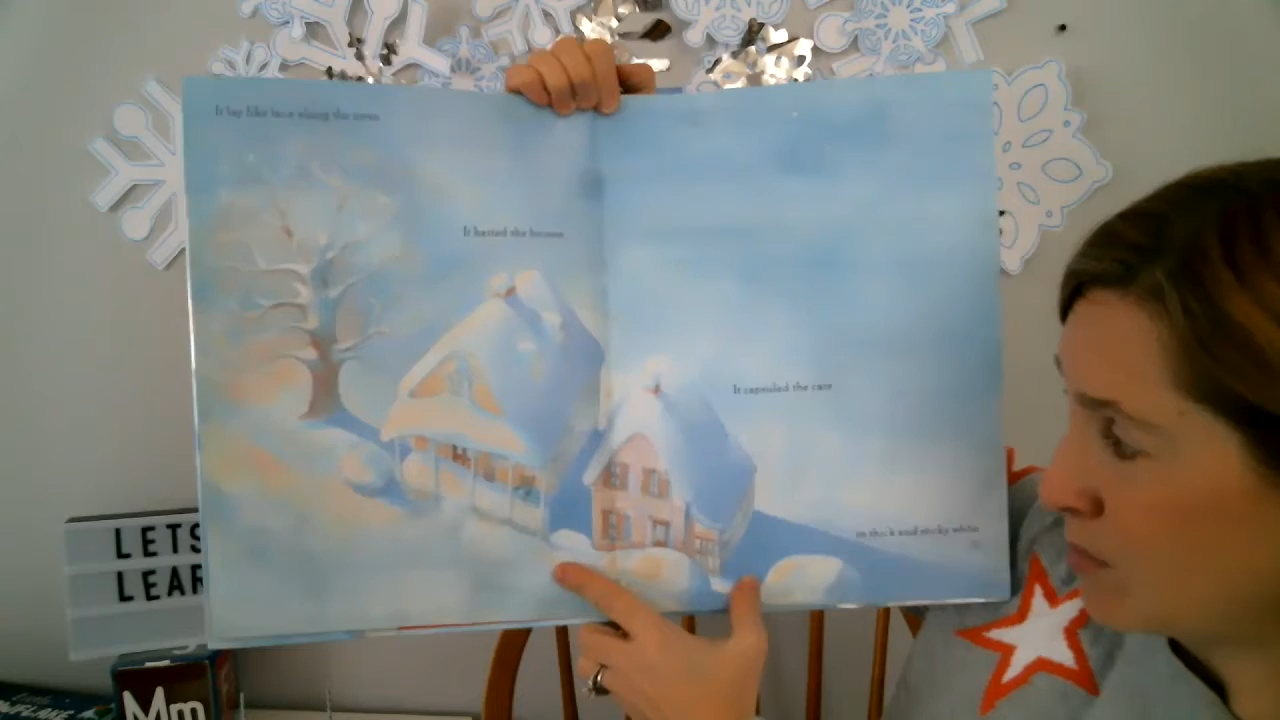 It lay like lace along the trees
It hatted the houses
It capsuled the cars
in thick and sticky white
LETS
LEAR
Mm